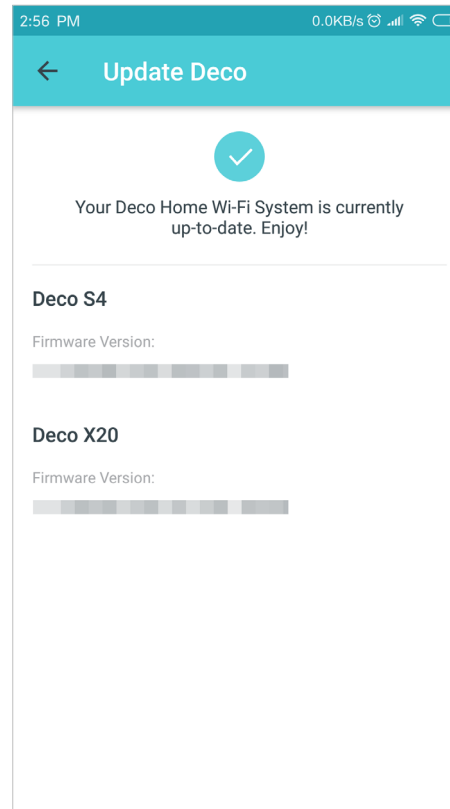 2:56 PM 0.0KB/s
Update Deco
Your Deco Home Wi-Fi System is currently
up-to-date. Enjoy!
Deco S4
Firmware Version:
Deco X20
Firmware Version: